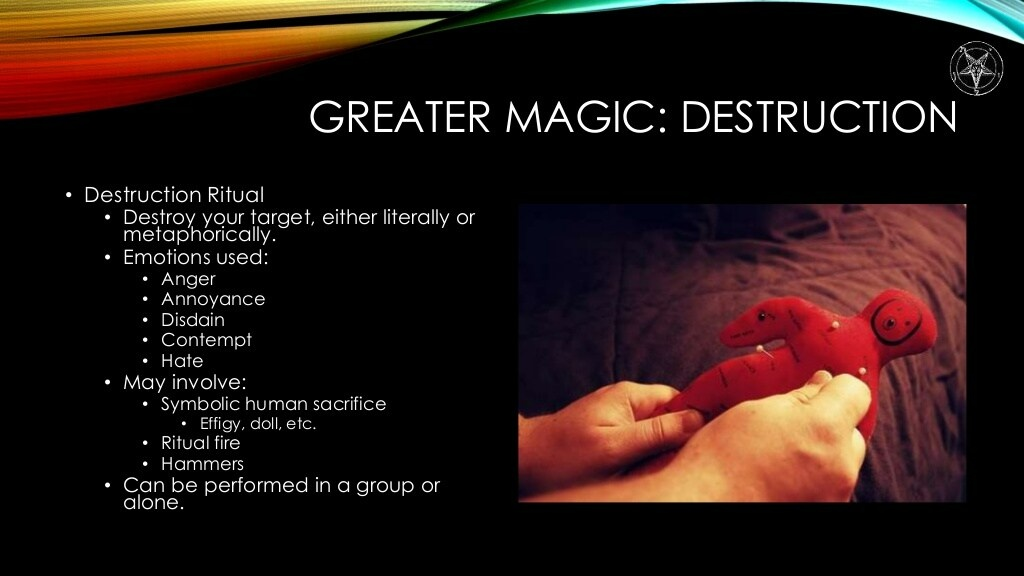 GREATER MAGIC: DESTRUCTION
• Destruction Ritual
• Destroy your target, either literally or
metaphorically.
• Emotions used:
• Anger
• Annoyance
• Disdain
• Contempt
• Hate
• May involve:
• Symbolic human sacrifice
• Effigy, doll, etc.
• Ritual fire
• Hammers
• Can be performed in a group or
alone.